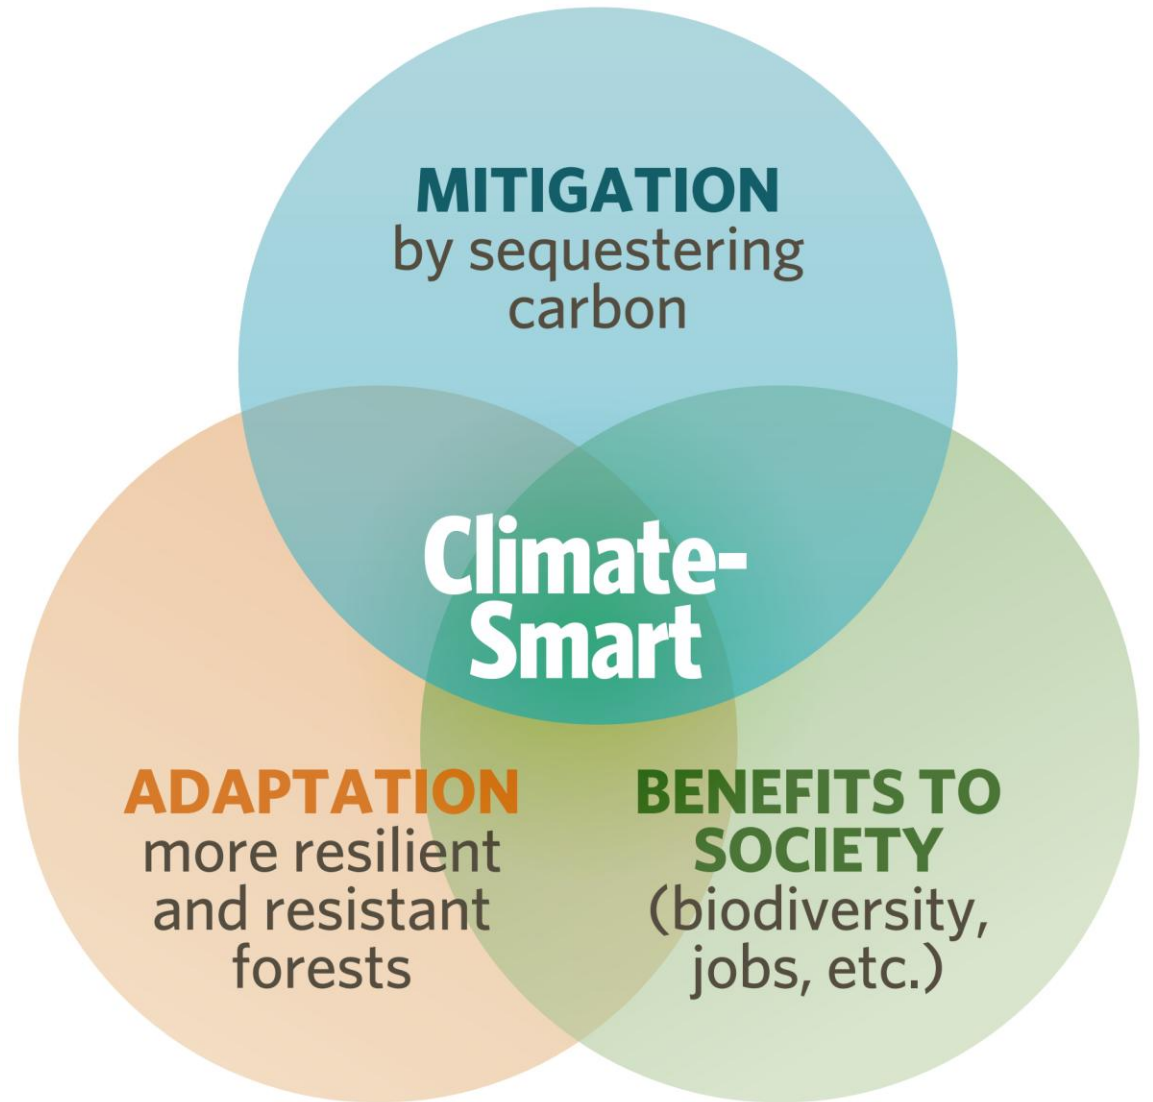 MITIGATION
by sequestering
carbon
Climate-
Smart
ADAPTATION
more resilient
and resistant
forests
BENEFITS TO
SOCIETY
(biodiversity,
jobs, etc.)